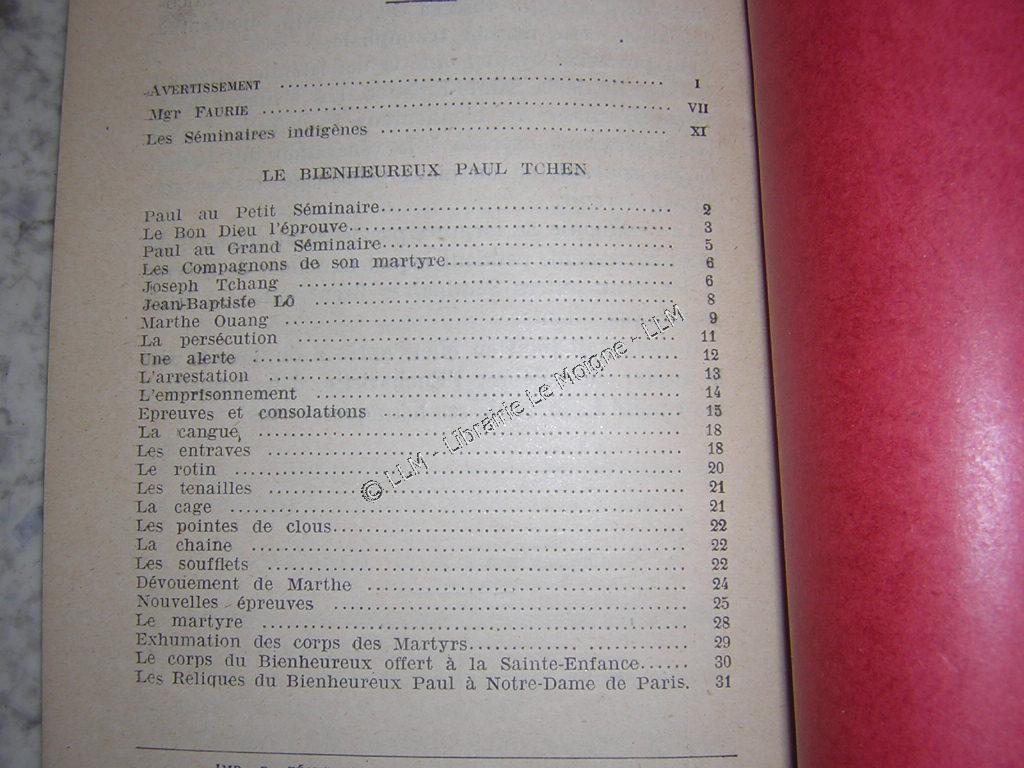 AVERTISSEMENT ........ I
Mgr FAURIE ........ VII
Les Séminaires indigènes ........ XI
LE BIENHEUREUX PAUL TCHEN
Paul au Petit Séminaire ........ 2
Le Bon Dieu l'éprouve ........ 3
Paul au Grand Séminaire ........ 5
Les Compagnons de son martyre ........ 6
Joseph Tchang ........ 6
Jean-Baptiste Lô ........ 8
Marthe Ouang ........ 9
La persécution ........ 11
Une alerte ........ 12
L'arrestation ........ 13
L'emprisonnement ........ 14
Epreuves et consolations ........ 15
La cangue ........ 18
Les entraves ........ 18
Le rotin ........ 20
Les tenailles ........ 21
La cage ........ 21
Les pointes de clous ........ 22
La chaine ........ 22
Les soufflets ........ 22
Dévouement de Marthe ........ 24
Nouvelles épreuves ........ 25
Le martyre ........ 28
Exhumation des corps des Martyrs ........ 29
Le corps du Bienheureux offert à la Sainte-Enfance ...... 30
Les Reliques du Bienheureux Paul à Notre-Dame de Paris. 31
© LLM - Librairie Le Moigne - LLM